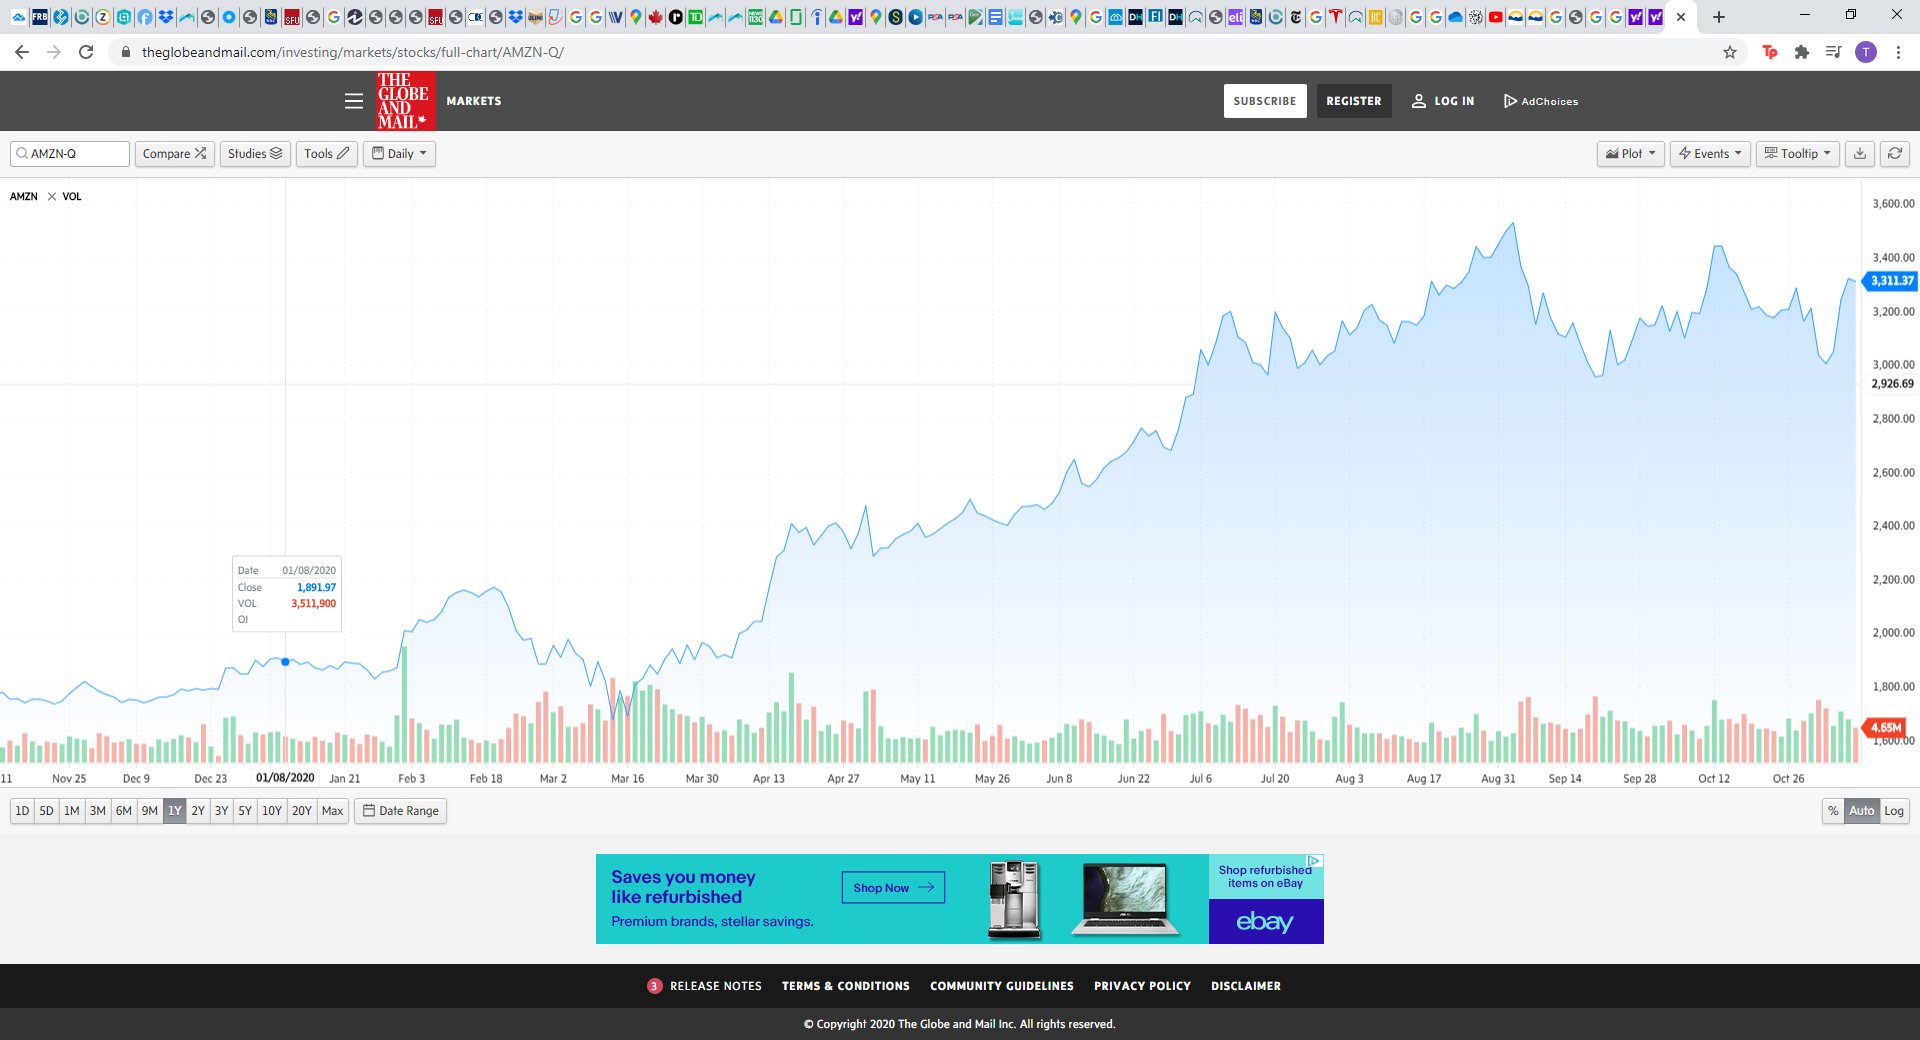 theglobeandmail.com/investing/markets/stocks/full-chart/AMZN-Q/
THE GLOBE AND MAIL
MARKETS
SUBSCRIBE
REGISTER
LOG IN
AdChoices
AMZN-Q
Compare
Studies
Tools
Daily
Plot
Events
Tooltip
AMZN
VOL
3,600.00
3,400.00
3,311.37
3,200.00
3,000.00
2,926.69
2,800.00
2,600.00
2,400.00
2,200.00
2,000.00
1,800.00
4.65M
1,600.00
Date 01/08/2020
Close 1,891.97
VOL 3,511,900
OI
11 Nov 25 Dec 9 Dec 23 01/08/2020 Jan 21 Feb 3 Feb 18 Mar 2 Mar 16 Mar 30 Apr 13 Apr 27 May 11 May 26 Jun 8 Jun 22 Jul 6 Jul 20 Aug 3 Aug 17 Aug 31 Sep 14 Sep 28 Oct 12 Oct 26
1D 5D 1M 3M 6M 9M 1Y 2Y 3Y 5Y 10Y 20Y Max Date Range
% Auto Log
Saves you money
like refurbished
Premium brands, stellar savings.
Shop Now
Shop refurbished
items on eBay
ebay
3 RELEASE NOTES TERMS & CONDITIONS COMMUNITY GUIDELINES PRIVACY POLICY DISCLAIMER
© Copyright 2020 The Globe and Mail Inc. All rights reserved.